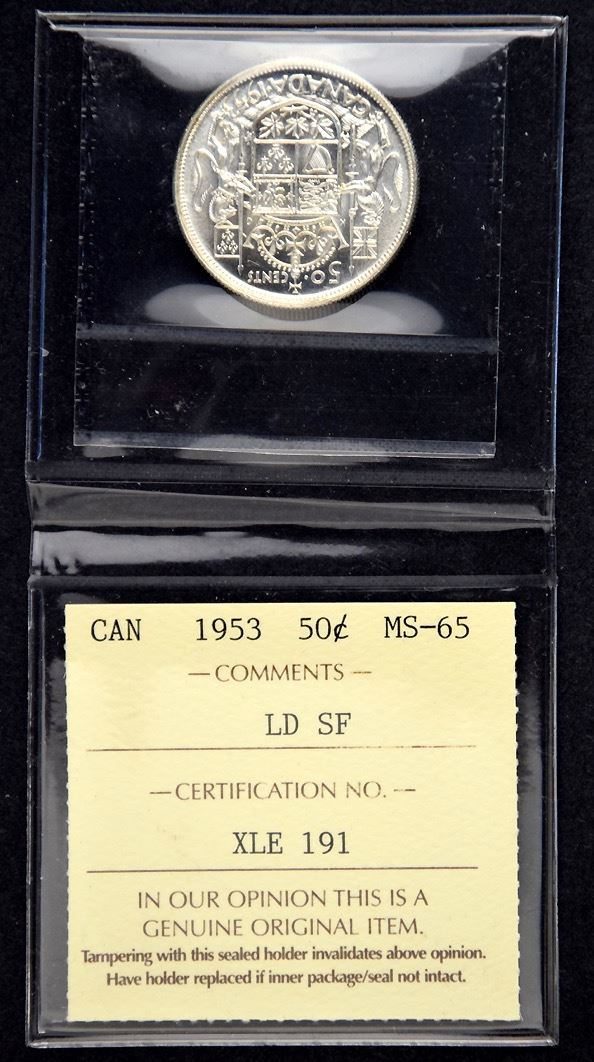 CANADA 1953
50 CENTS
CAN 1953 50¢ MS-65
— COMMENTS —
LD SF
— CERTIFICATION NO. —
XLE 191
IN OUR OPINION THIS IS A
GENUINE ORIGINAL ITEM.
Tampering with this sealed holder invalidates above opinion.
Have holder replaced if inner package/seal not intact.